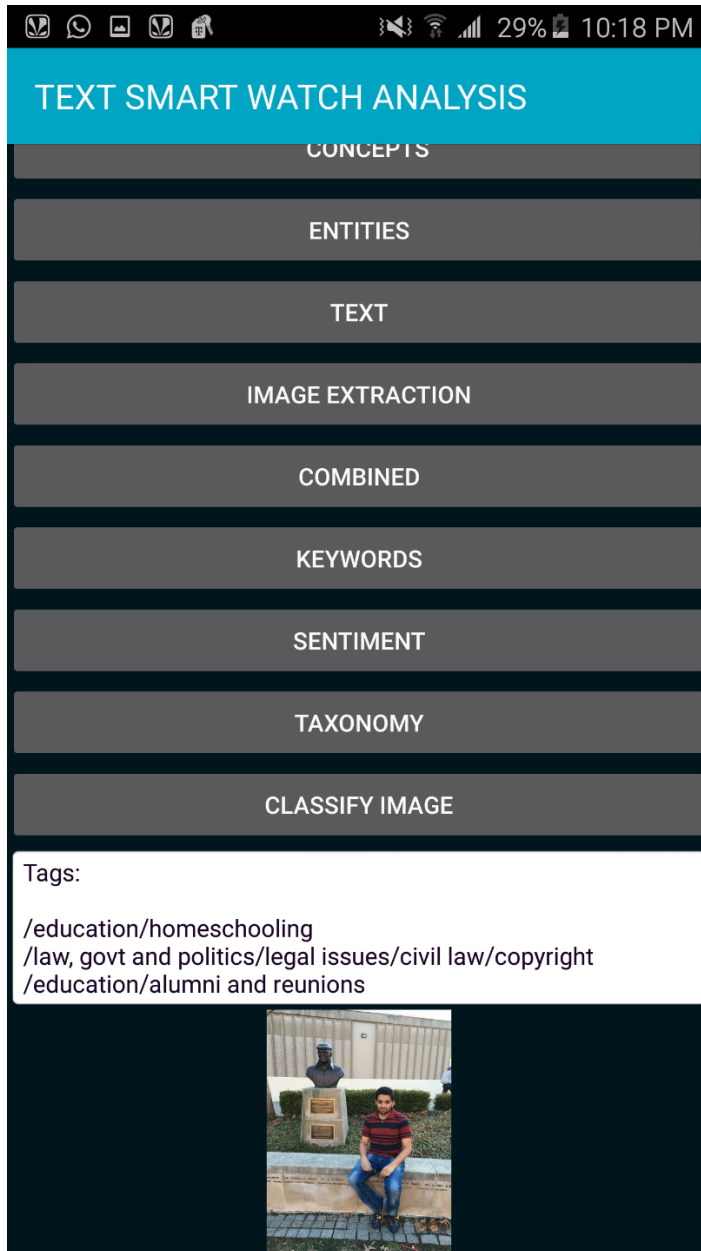 29% 10:18 PM
TEXT SMART WATCH ANALYSIS
CONCEPTS
ENTITIES
TEXT
IMAGE EXTRACTION
COMBINED
KEYWORDS
SENTIMENT
TAXONOMY
CLASSIFY IMAGE
Tags:
/education/homeschooling
/law, govt and politics/legal issues/civil law/copyright
/education/alumni and reunions